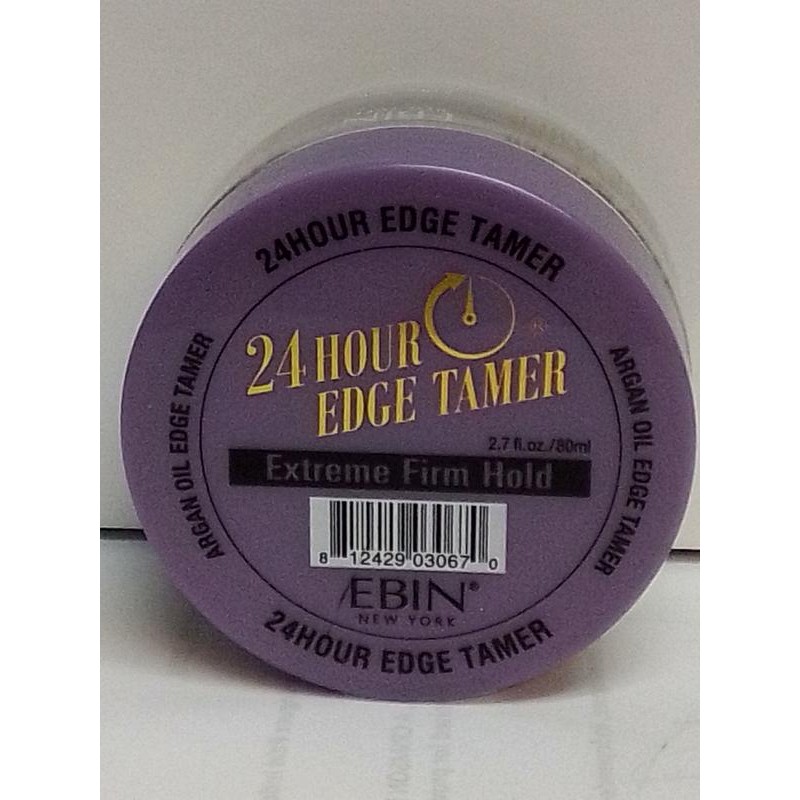 24HOUR EDGE TAMER
24 HOUR
EDGE TAMER
2.7 fl.oz./80ml
Extreme Firm Hold
8 12429 03067 0
EBIN®
NEW YORK
24HOUR EDGE TAMER
ARGAN OIL EDGE TAMER
ARGAN OIL EDGE TAMER